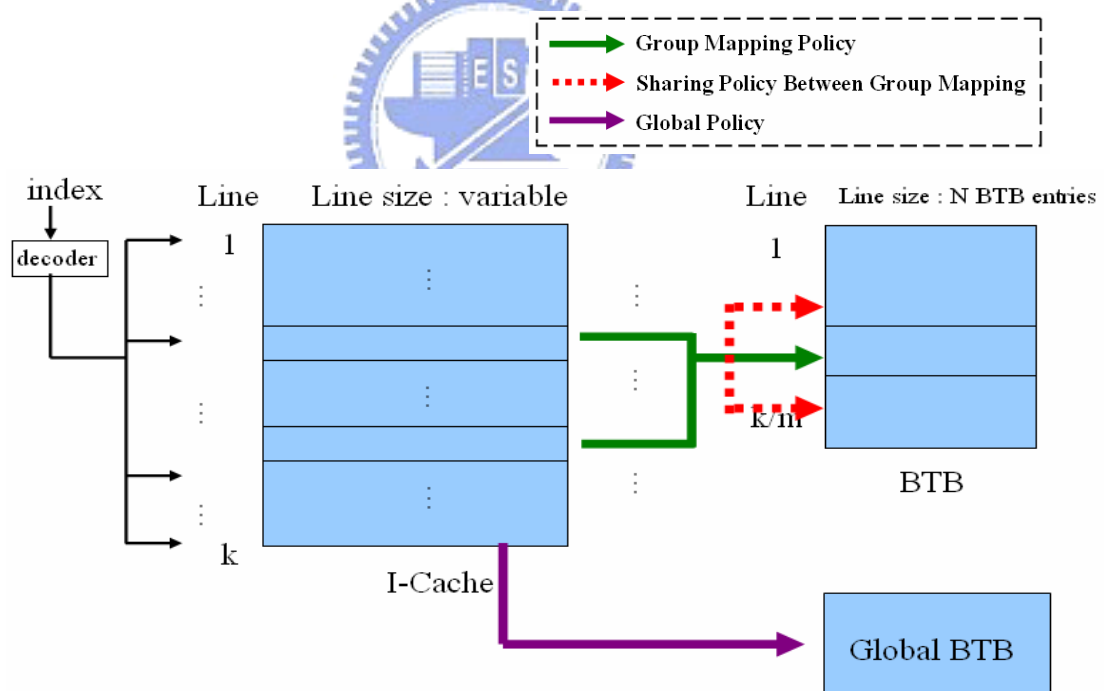 ES
Group Mapping Policy
Sharing Policy Between Group Mapping
Global Policy
index
decoder
Line
Line size : variable
1
k
I-Cache
Line
Line size : N BTB entries
1
k/m
BTB
Global BTB